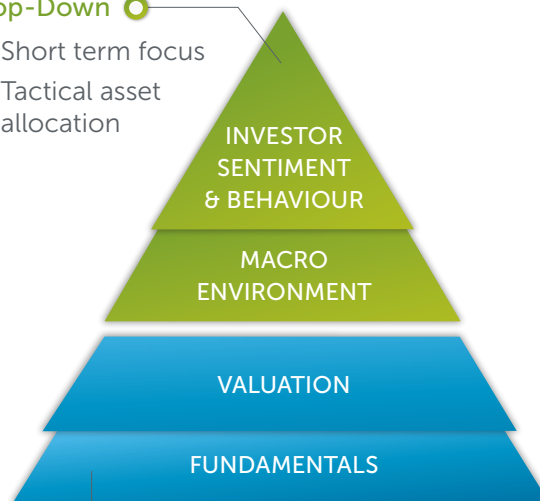 op-Down
Short term focus
Tactical asset
allocation
INVESTOR
SENTIMENT
& BEHAVIOUR
MACRO
ENVIRONMENT
VALUATION
FUNDAMENTALS